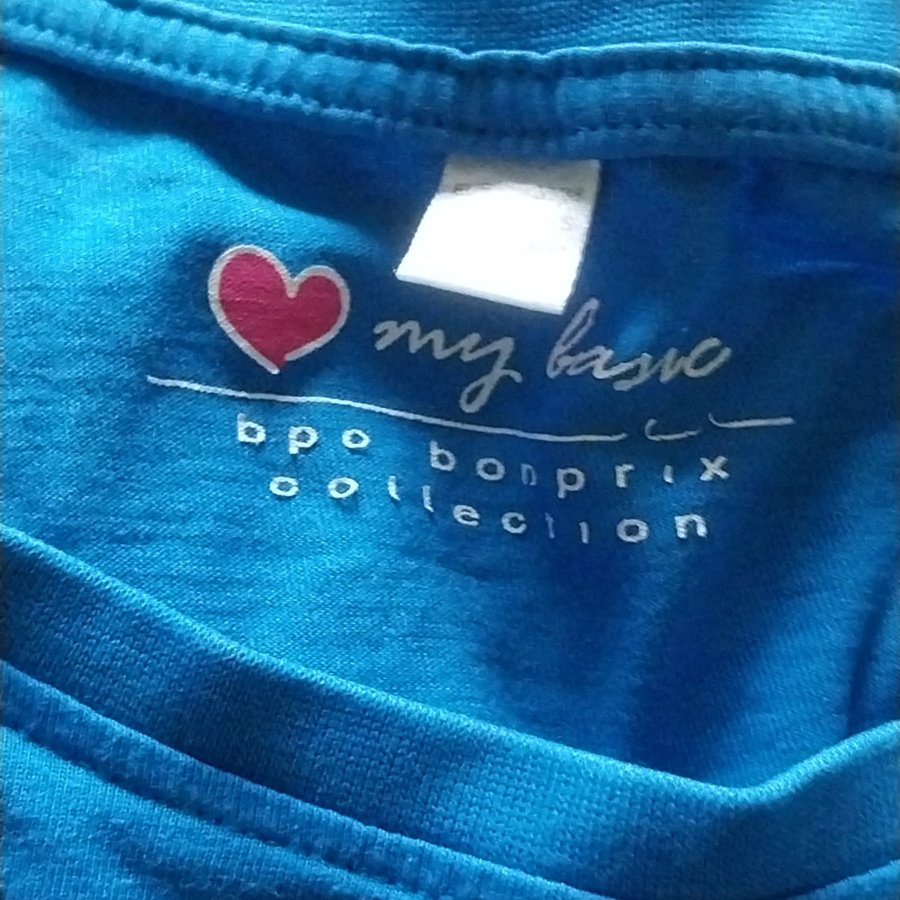 my basic
bpo bonprix
collection